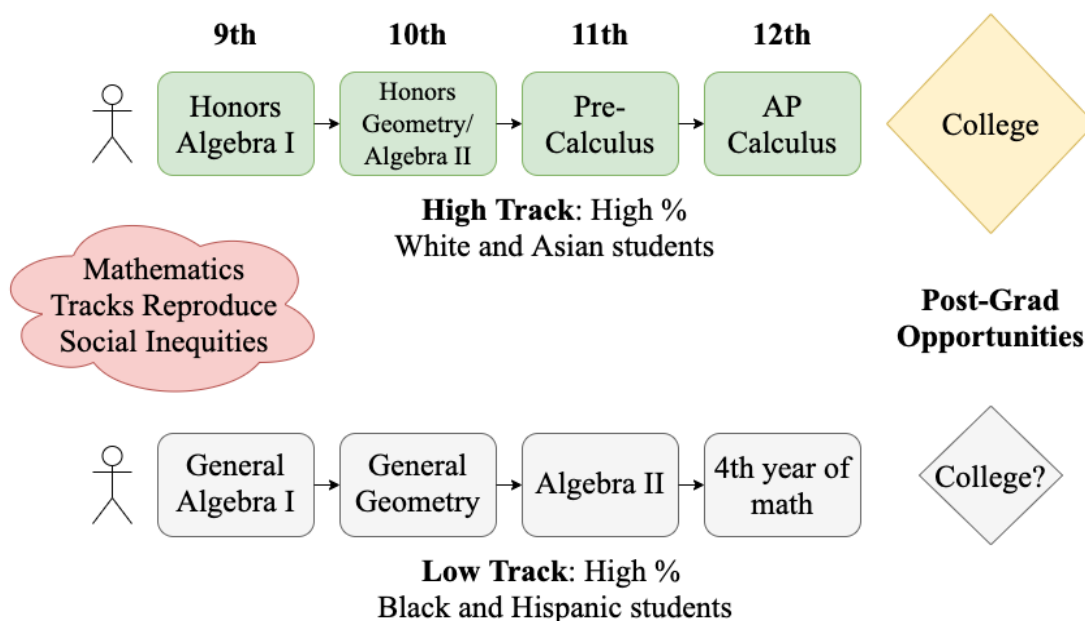 9th
10th
11th
12th
Honors
Algebra I
Honors
Geometry/
Algebra II
Pre-
Calculus
AP
Calculus
College
High Track: High %
White and Asian students
Mathematics
Tracks Reproduce
Social Inequities
Post-Grad
Opportunities
General
Algebra I
General
Geometry
Algebra II
4th year of
math
College?
Low Track: High %
Black and Hispanic students